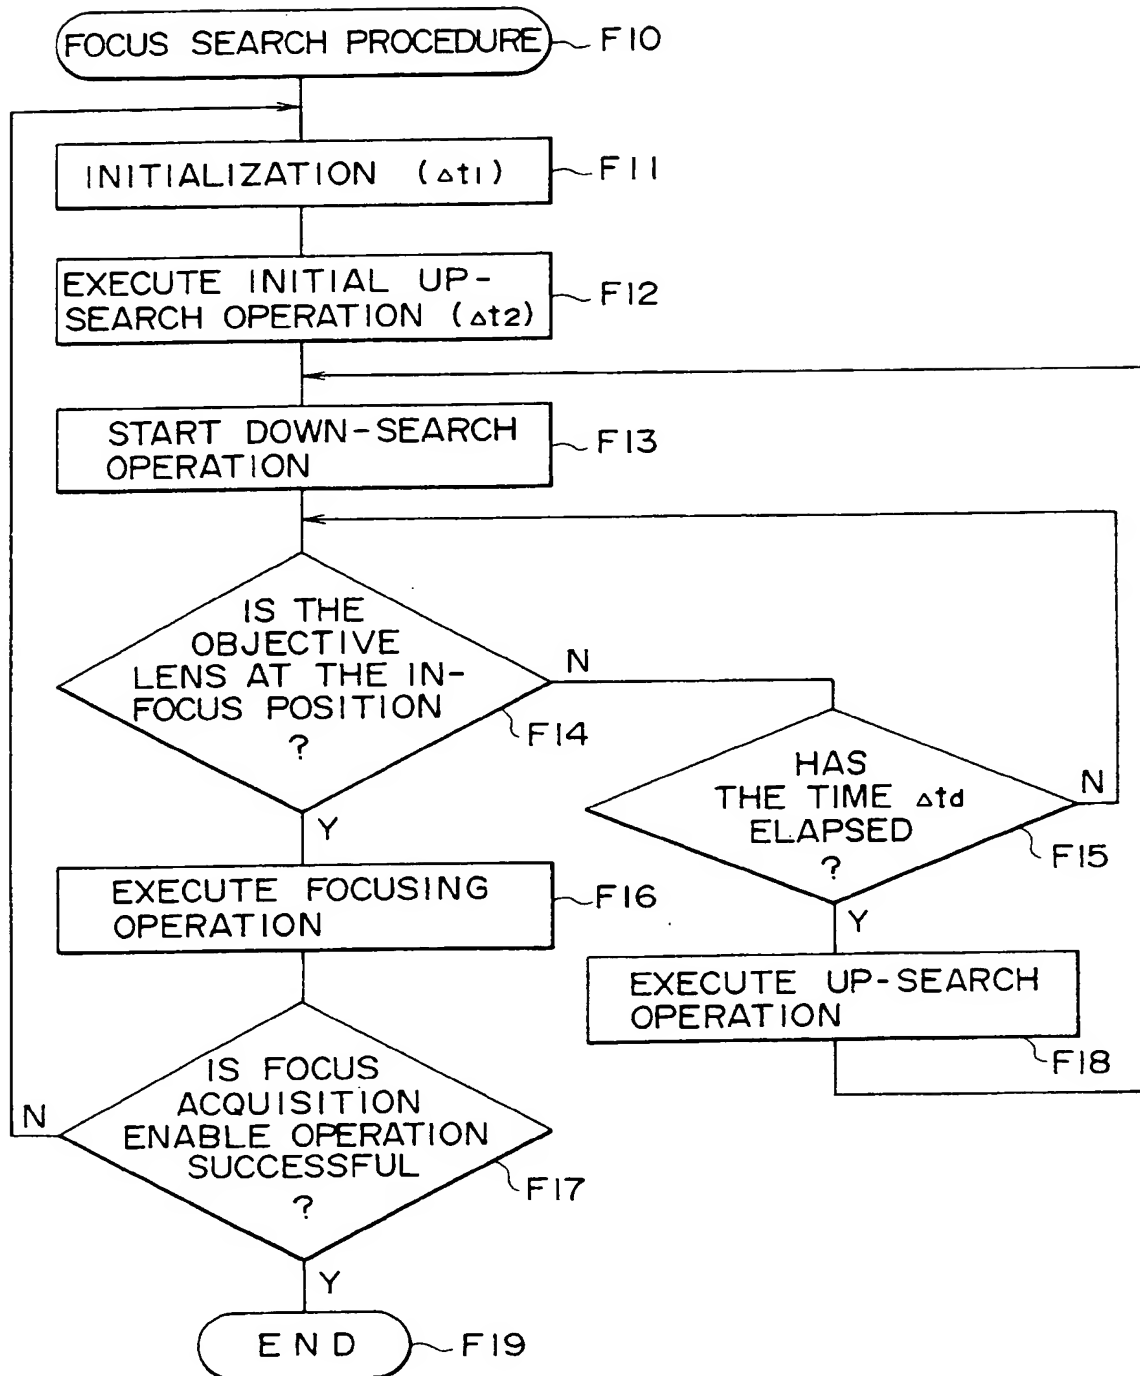 FOCUS SEARCH PROCEDURE
F10
INITIALIZATION (Δt1)
F11
EXECUTE INITIAL UP-
SEARCH OPERATION (Δt2)
F12
START DOWN-SEARCH
OPERATION
F13
IS THE
OBJECTIVE
LENS AT THE IN-
FOCUS POSITION
?
F14
N
Y
HAS
THE TIME Δtd
ELAPSED
?
F15
N
Y
EXECUTE FOCUSING
OPERATION
F16
EXECUTE UP-SEARCH
OPERATION
F18
IS FOCUS
ACQUISITION
ENABLE OPERATION
SUCCESSFUL
?
F17
N
Y
END
F19